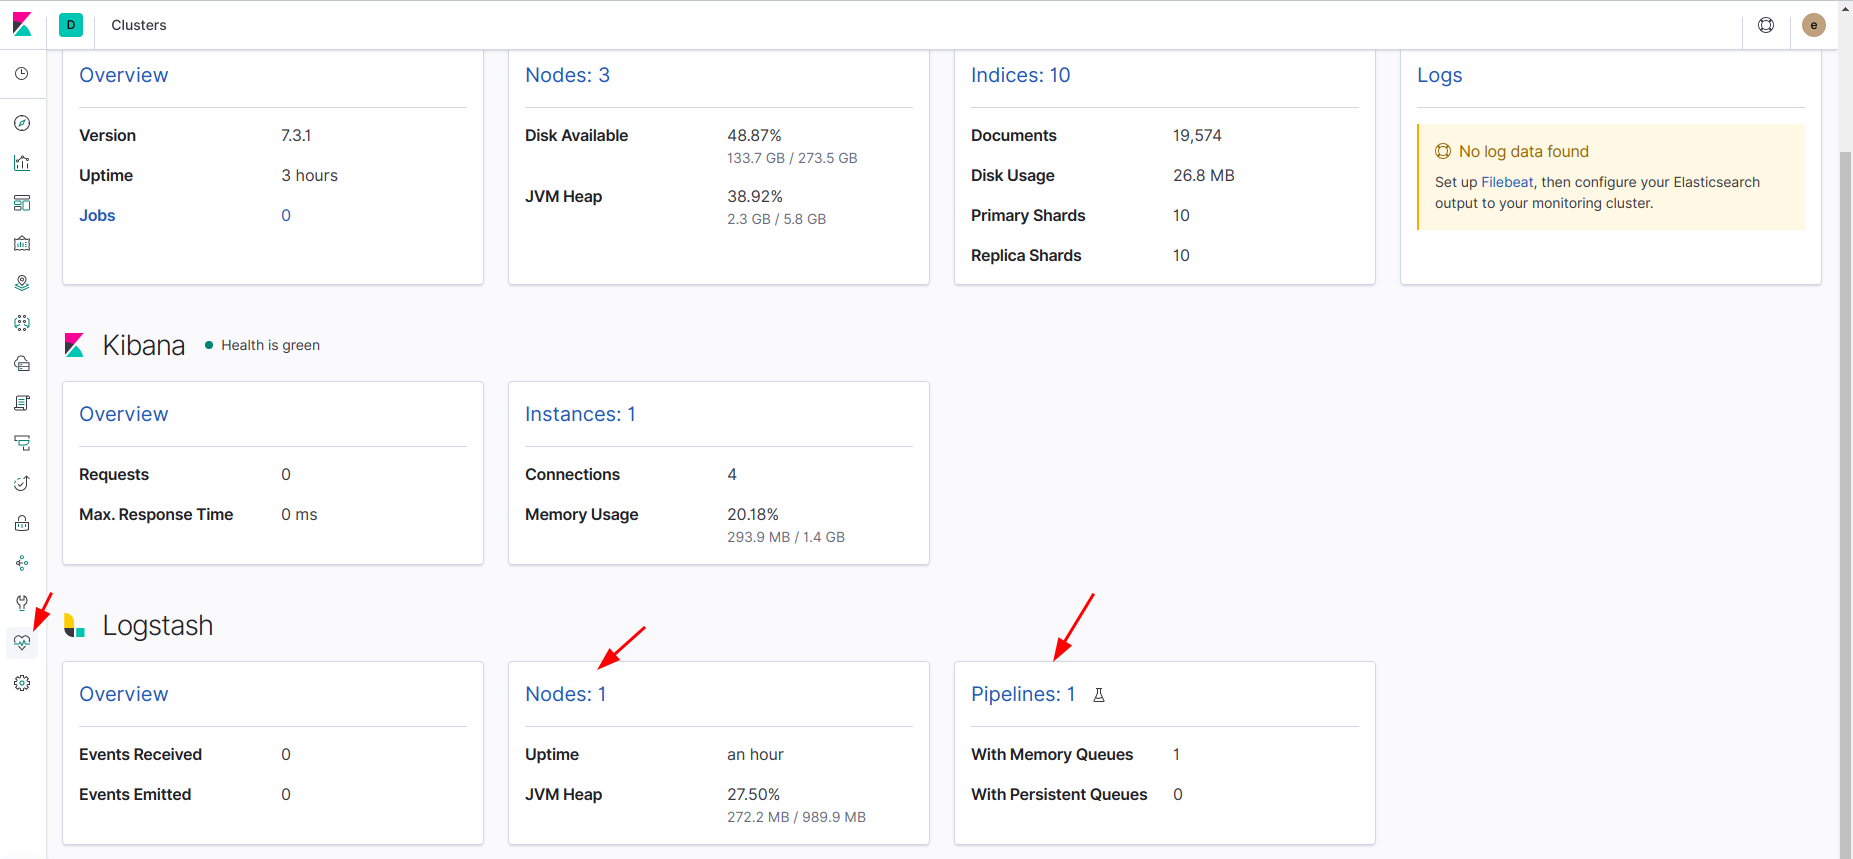 D Clusters e
Overview
Version 7.3.1
Uptime 3 hours
Jobs 0
Nodes: 3
Disk Available 48.87%
133.7 GB / 273.5 GB
JVM Heap 38.92%
2.3 GB / 5.8 GB
Indices: 10
Documents 19,574
Disk Usage 26.8 MB
Primary Shards 10
Replica Shards 10
Logs
No log data found
Set up Filebeat, then configure your Elasticsearch
output to your monitoring cluster.
Kibana Health is green
Overview
Requests 0
Max. Response Time 0 ms
Instances: 1
Connections 4
Memory Usage 20.18%
293.9 MB / 1.4 GB
Logstash
Overview
Events Received 0
Events Emitted 0
Nodes: 1
Uptime an hour
JVM Heap 27.50%
272.2 MB / 989.9 MB
Pipelines: 1
With Memory Queues 1
With Persistent Queues 0